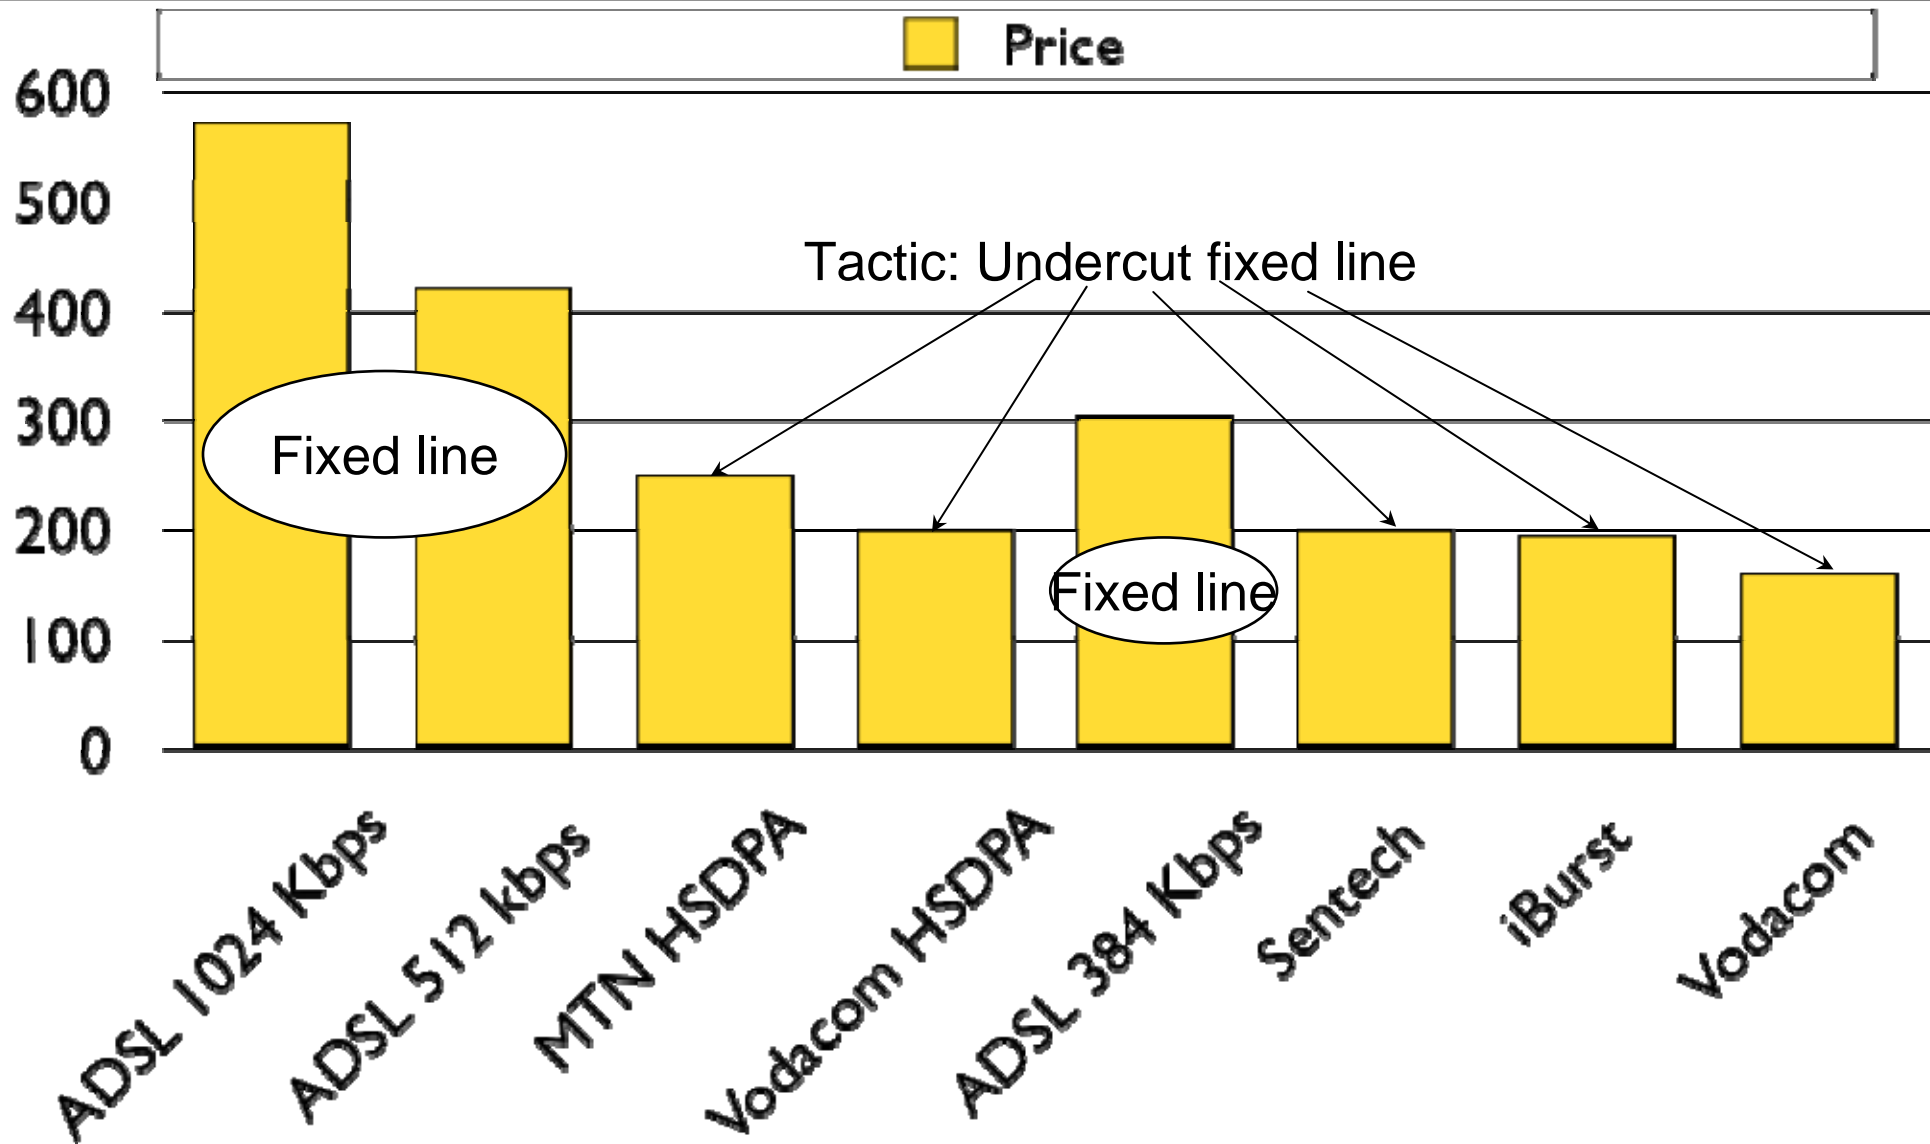 Price
600
500
400
300
200
100
0
Tactic: Undercut fixed line
Fixed line
Fixed line
ADSL 1024 Kbps
ADSL 512 kbps
MTN HSDPA
Vodacom HSDPA
ADSL 384 Kbps
Sentech
iBurst
Vodacom